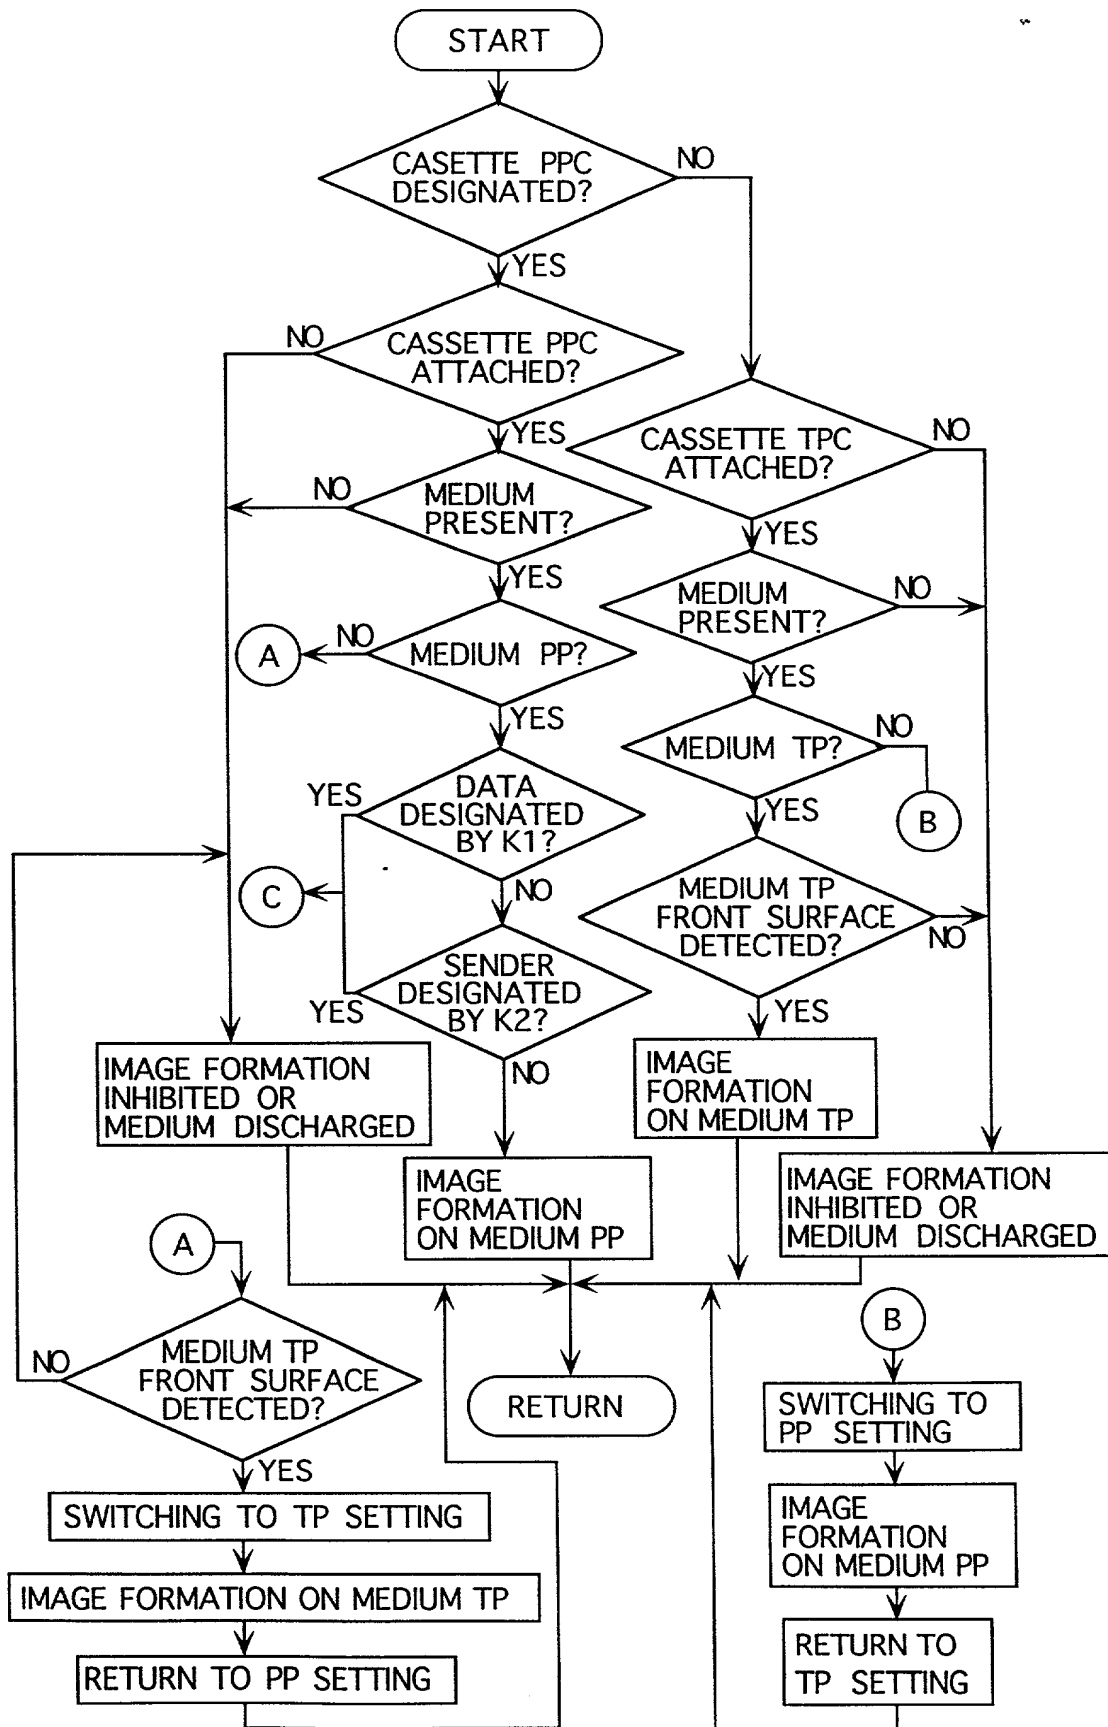 START
CASETTE PPC
DESIGNATED?
NO
YES
NO
CASSETTE PPC
ATTACHED?
YES
CASSETTE TPC
ATTACHED?
NO
NO
MEDIUM
PRESENT?
YES
YES
MEDIUM
PRESENT?
NO
A
NO
MEDIUM PP?
YES
YES
MEDIUM TP?
NO
B
YES
YES
DATA
DESIGNATED
BY K1?
C
NO
MEDIUM TP
FRONT SURFACE
DETECTED?
NO
YES
SENDER
DESIGNATED
BY K2?
NO
YES
IMAGE FORMATION
INHIBITED OR
MEDIUM DISCHARGED
IMAGE
FORMATION
ON MEDIUM TP
IMAGE
FORMATION
ON MEDIUM PP
IMAGE FORMATION
INHIBITED OR
MEDIUM DISCHARGED
A
NO
MEDIUM TP
FRONT SURFACE
DETECTED?
YES
RETURN
B
SWITCHING TO
PP SETTING
SWITCHING TO TP SETTING
IMAGE
FORMATION
ON MEDIUM PP
IMAGE FORMATION ON MEDIUM TP
RETURN TO PP SETTING
RETURN TO
TP SETTING